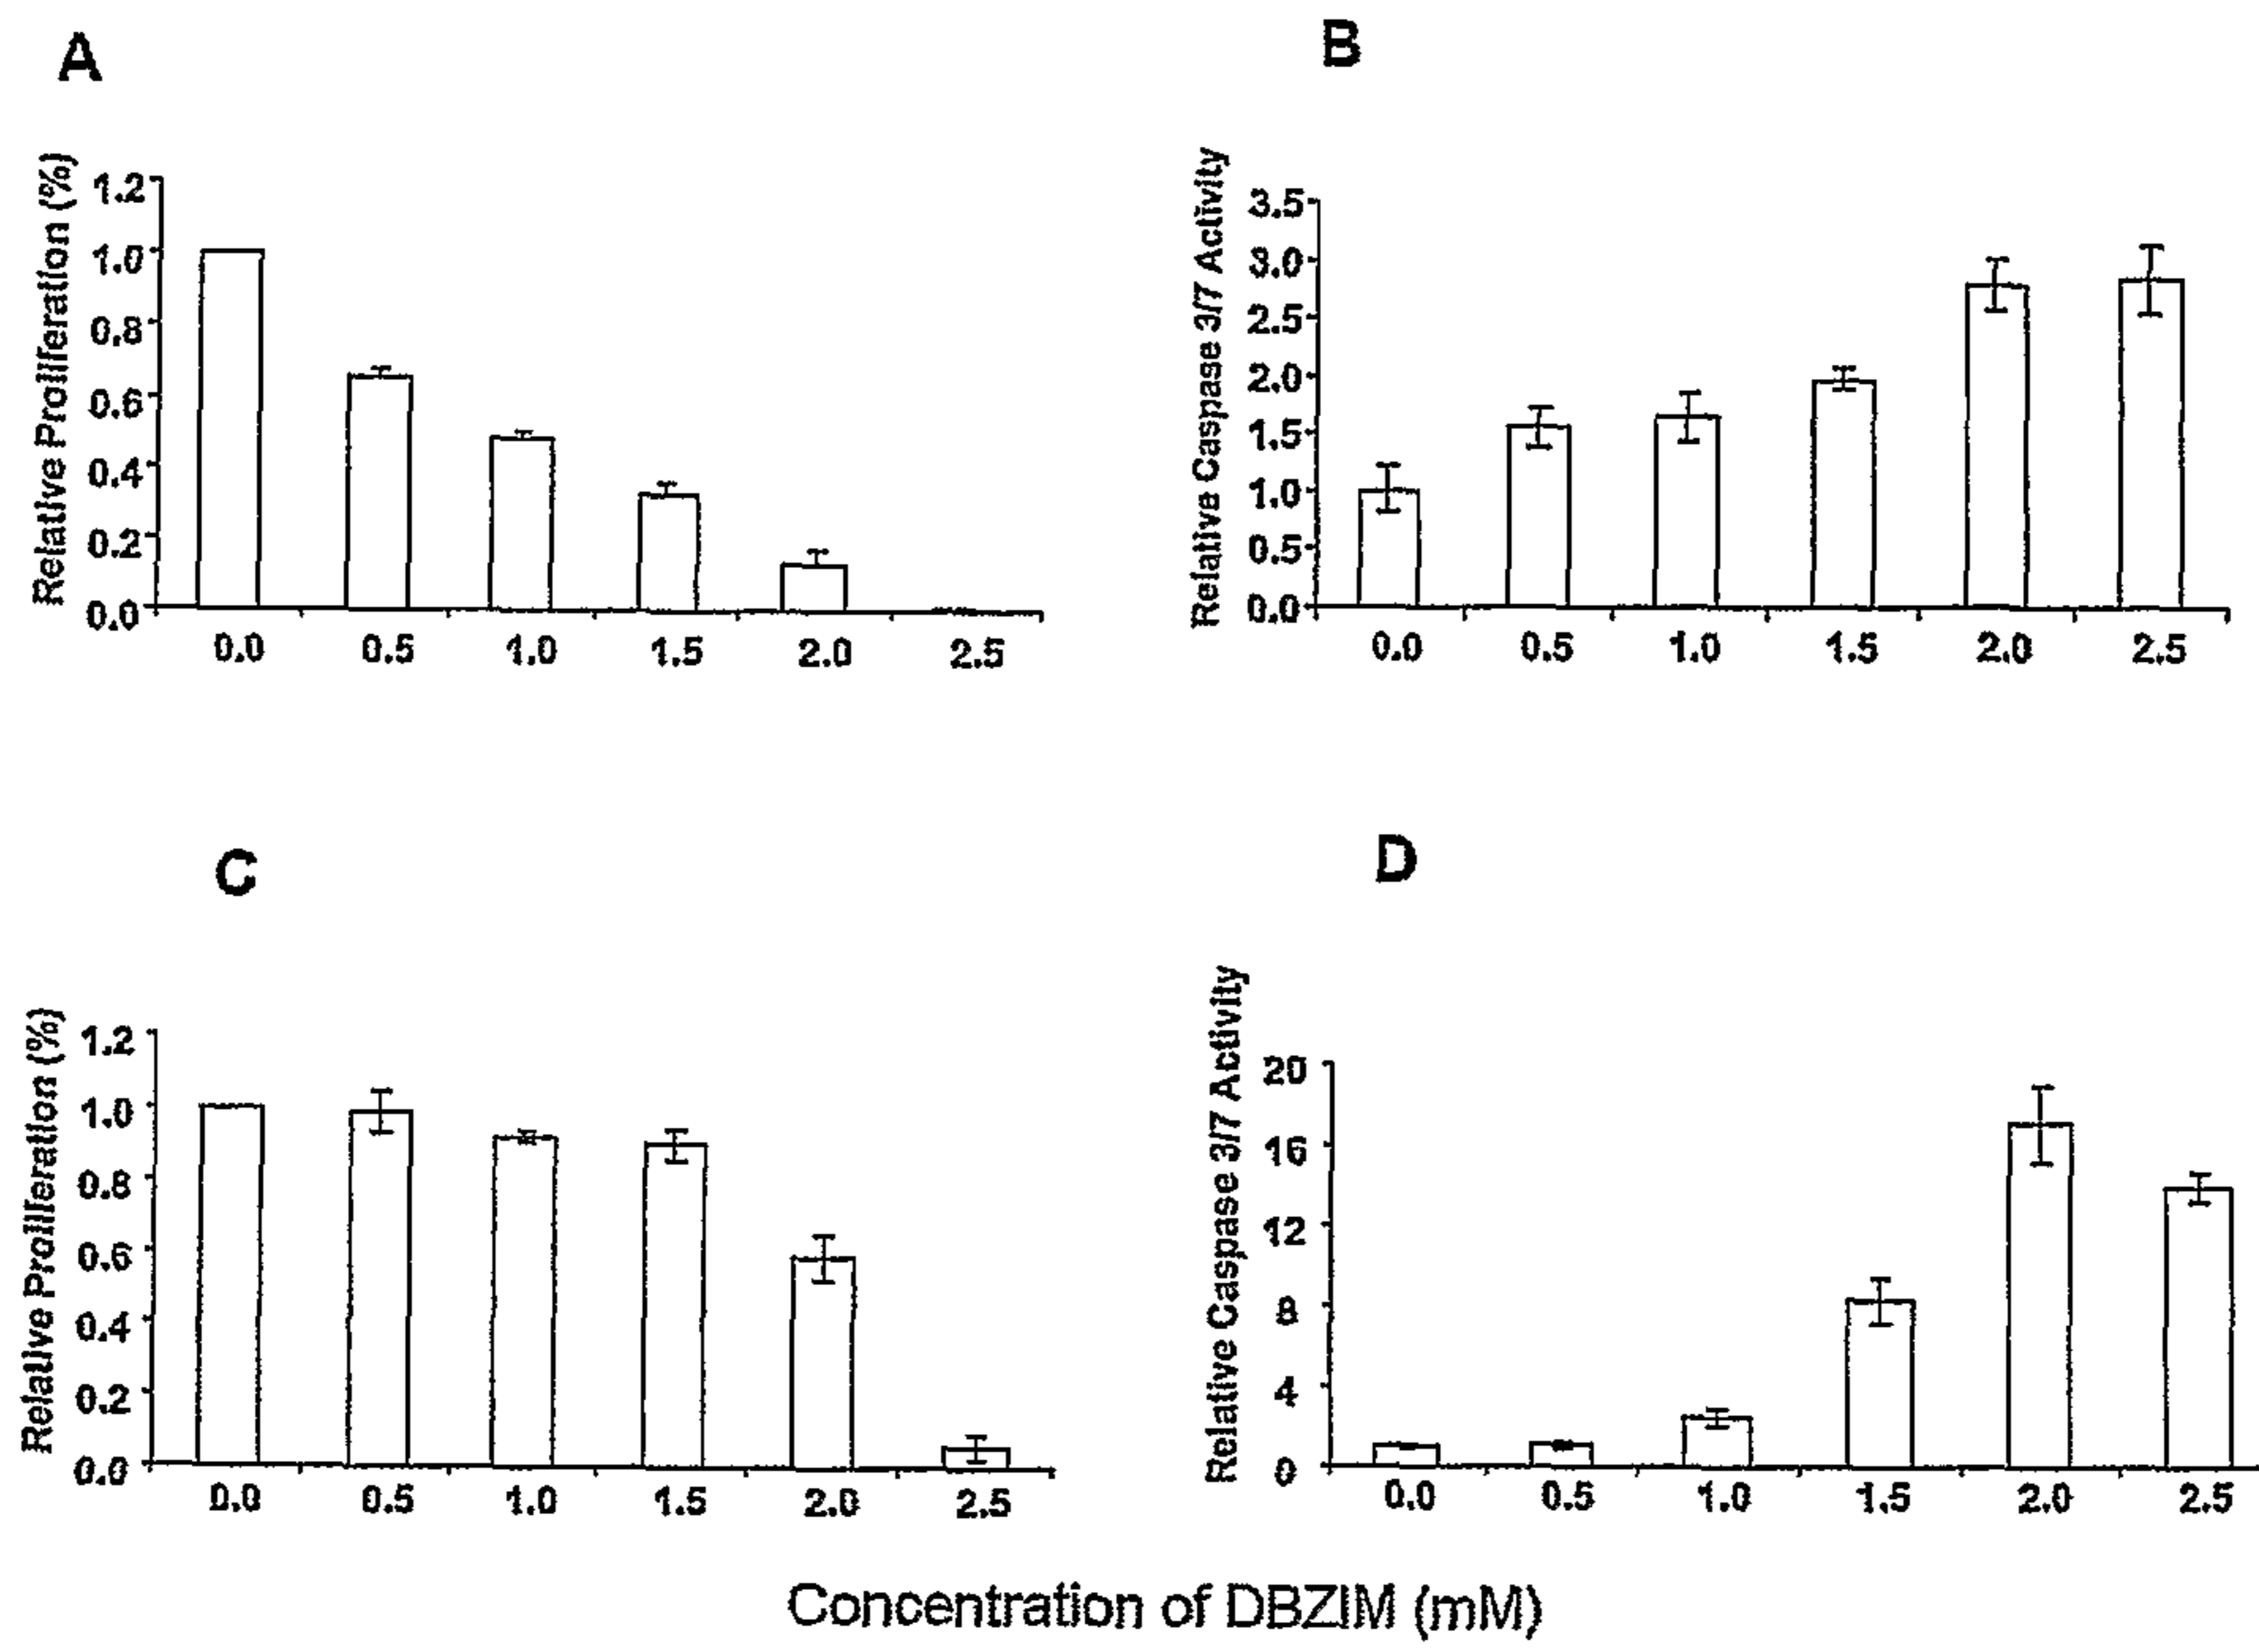 A
Relative Proliferation (%)
1.2
1.0
0.8
0.6
0.4
0.2
0.0
0.0 0.5 1.0 1.5 2.0 2.5
B
Relative Caspase 3/7 Activity
3.5
3.0
2.5
2.0
1.5
1.0
0.5
0.0
0.0 0.5 1.0 1.5 2.0 2.5
C
Relative Proliferation (%)
1.2
1.0
0.8
0.6
0.4
0.2
0.0
0.0 0.5 1.0 1.5 2.0 2.5
D
Relative Caspase 3/7 Activity
20
16
12
8
4
0
0.0 0.5 1.0 1.5 2.0 2.5
Concentration of DBZIM (mM)